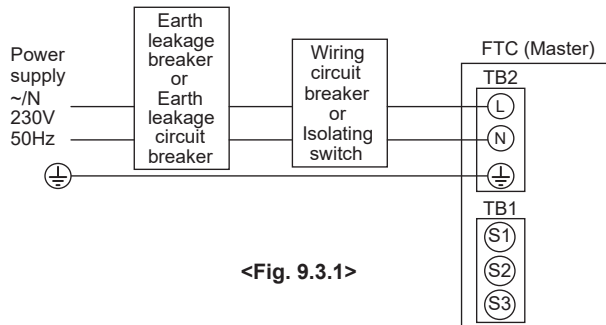 Power
supply
~/N
230V
50Hz
Earth
leakage
breaker
or
Earth
leakage
circuit
breaker
Wiring
circuit
breaker
or
Isolating
switch
FTC (Master)
TB2
L
N
TB1
S1
S2
S3
<Fig. 9.3.1>